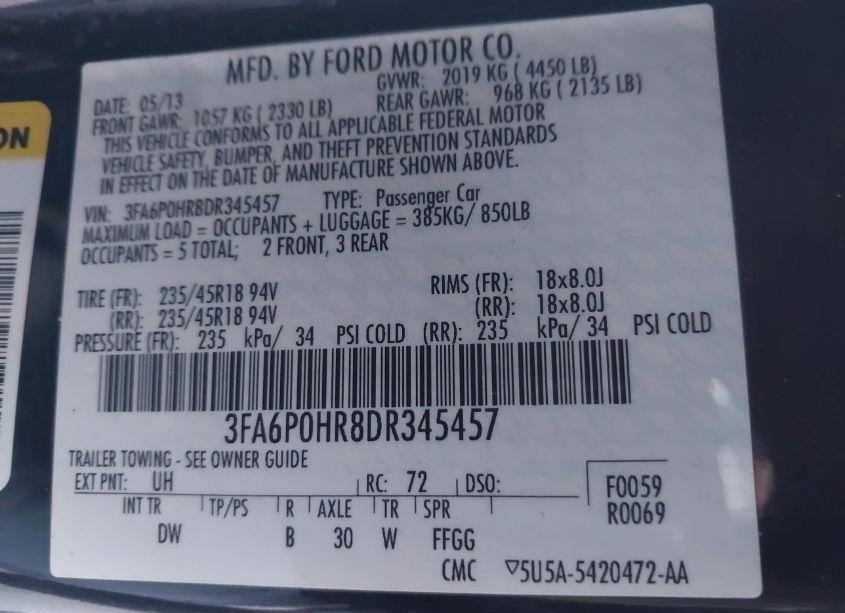 ON
MFD. BY FORD MOTOR CO.
DATE: 05/13 GVWR: 2019 KG ( 4450 LB)
FRONT GAWR: 1057 KG ( 2330 LB) REAR GAWR: 968 KG ( 2135 LB)
THIS VEHICLE CONFORMS TO ALL APPLICABLE FEDERAL MOTOR
VEHICLE SAFETY, BUMPER, AND THEFT PREVENTION STANDARDS
IN EFFECT ON THE DATE OF MANUFACTURE SHOWN ABOVE.
VIN: 3FA6P0HR8DR345457 TYPE: Passenger Car
MAXIMUM LOAD = OCCUPANTS + LUGGAGE = 385KG/ 850LB
OCCUPANTS = 5 TOTAL; 2 FRONT, 3 REAR
TIRE (FR): 235/45R18 94V RIMS (FR): 18x8.0J
(RR): 235/45R18 94V (RR): 18x8.0J
PRESSURE (FR): 235 kPa/ 34 PSI COLD (RR): 235 kPa/ 34 PSI COLD
3FA6P0HR8DR345457
TRAILER TOWING - SEE OWNER GUIDE
EXT PNT: UH RC: 72 DSO: F0059
INT TR TP/PS R AXLE TR SPR R0069
DW B 30 W FFGG
CMC ▽5U5A-5420472-AA